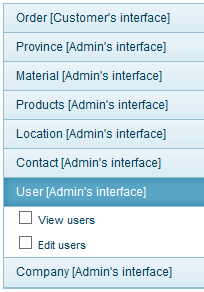 Order [Customer's interface]
Province [Admin's interface]
Material [Admin's interface]
Products [Admin's interface]
Location [Admin's interface]
Contact [Admin's interface]
User [Admin's interface]
View users
Edit users
Company [Admin's interface]